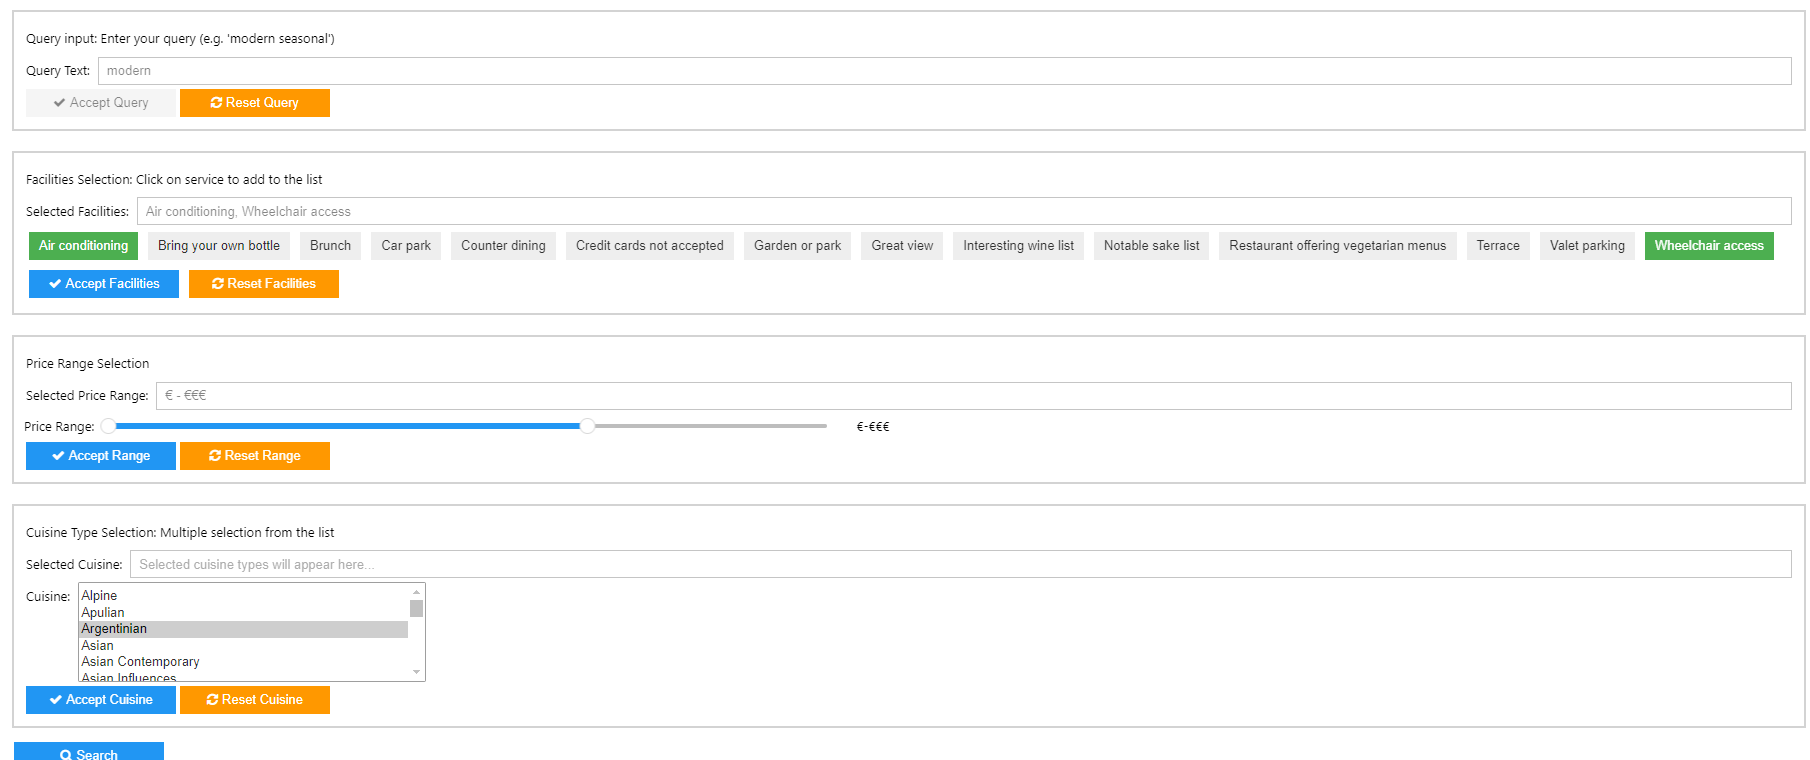 Query input: Enter your query (e.g. 'modern seasonal')
Query Text: modern
Accept Query Reset Query
Facilities Selection: Click on service to add to the list
Selected Facilities: Air conditioning, Wheelchair access
Air conditioning Bring your own bottle Brunch Car park Counter dining Credit cards not accepted Garden or park Great view Interesting wine list Notable sake list Restaurant offering vegetarian menus Terrace Valet parking Wheelchair access
Accept Facilities Reset Facilities
Price Range Selection
Selected Price Range: € - €€€
Price Range: €-€€€
Accept Range Reset Range
Cuisine Type Selection: Multiple selection from the list
Selected Cuisine: Selected cuisine types will appear here...
Cuisine: Alpine
Apulian
Argentinian
Asian
Asian Contemporary
Asian Influences
Accept Cuisine Reset Cuisine
Search